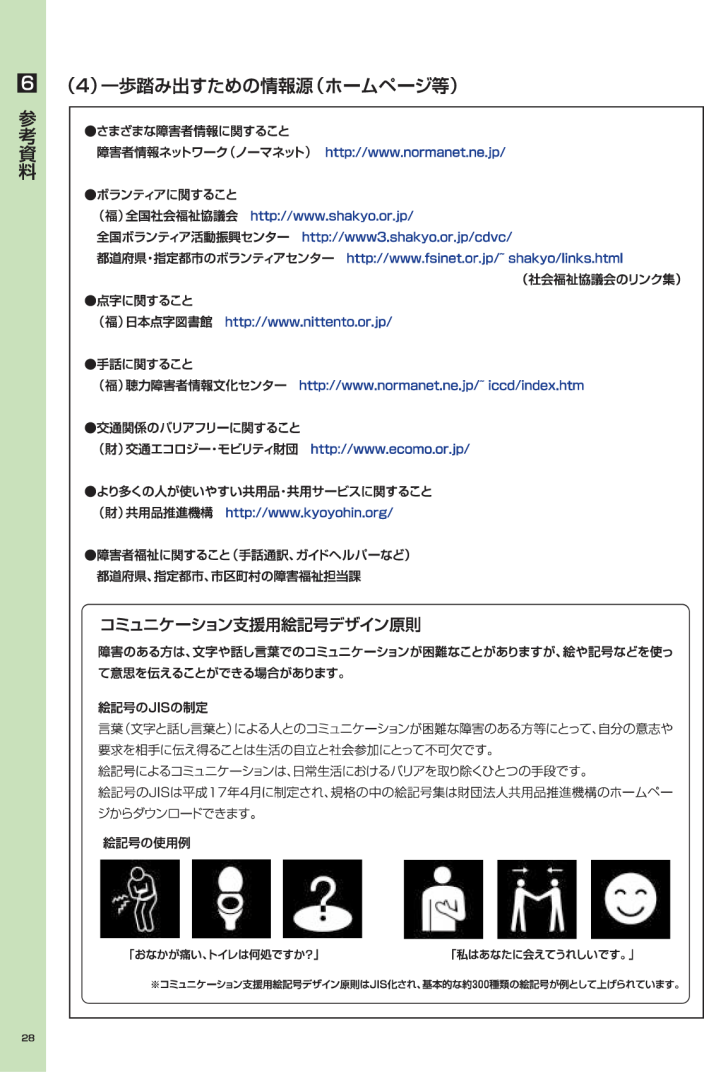 6
参考資料
（4）一歩踏み出すための情報源（ホームページ等）
●さまざまな障害者情報に関すること
障害者情報ネットワーク（ノーマネット） http://www.normanet.ne.jp/
●ボランティアに関すること
（福）全国社会福祉協議会 http://www.shakyo.or.jp/
全国ボランティア活動振興センター http://www3.shakyo.or.jp/cdvc/
都道府県・指定都市のボランティアセンター http://www.fsinet.or.jp/~ shakyo/links.html
（社会福祉協議会のリンク集）
●点字に関すること
（福）日本点字図書館 http://www.nittento.or.jp/
●手話に関すること
（福）聴力障害者情報文化センター http://www.normanet.ne.jp/~ iccd/index.htm
●交通関係のバリアフリーに関すること
（財）交通エコロジー・モビリティ財団 http://www.ecomo.or.jp/
●より多くの人が使いやすい共用品・共用サービスに関すること
（財）共用品推進機構 http://www.kyoyohin.org/
●障害者福祉に関すること（手話通訳、ガイドヘルパーなど）
都道府県、指定都市、市区町村の障害福祉担当課
コミュニケーション支援用絵記号デザイン原則
障害のある方は、文字や話し言葉でのコミュニケーションが困難なことがありますが、絵や記号などを使っ
て意思を伝えることができる場合があります。
絵記号のJISの制定
言葉（文字と話し言葉と）による人とのコミュニケーションが困難な障害のある方等にとって、自分の意志や
要求を相手に伝え得ることは生活の自立と社会参加にとって不可欠です。
絵記号によるコミュニケーションは、日常生活におけるバリアを取り除くひとつの手段です。
絵記号のJISは平成17年4月に制定され、規格の中の絵記号集は財団法人共用品推進機構のホームペー
ジからダウンロードできます。
絵記号の使用例
「おなかが痛い、トイレは何処ですか？」
「私はあなたに会えてうれしいです。」
※コミュニケーション支援用絵記号デザイン原則はJIS化され、基本的な約300種類の絵記号が例として上げられています。
28